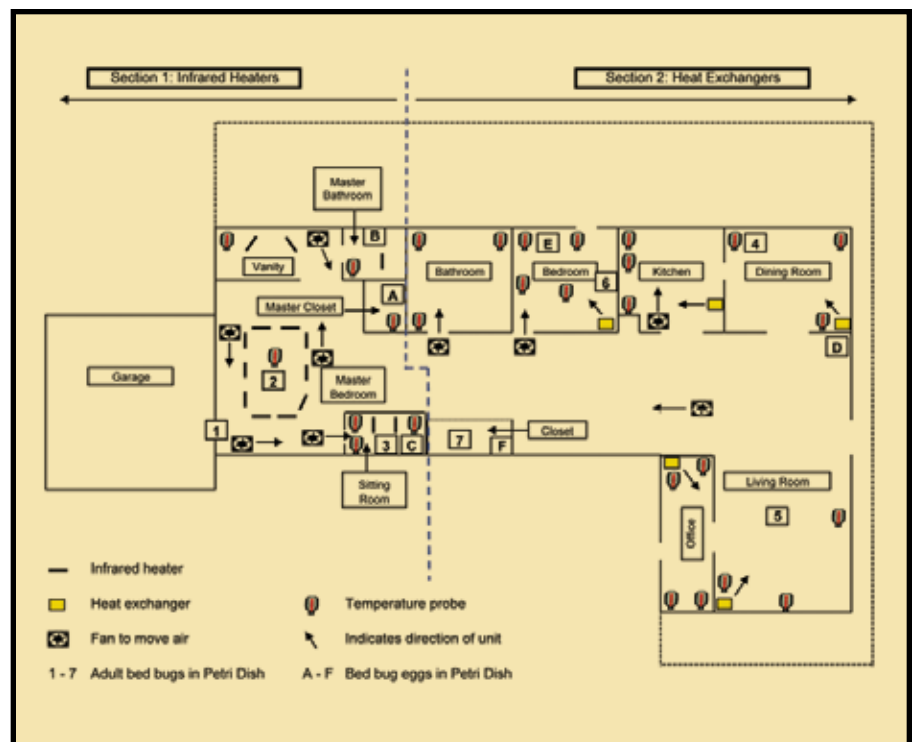 Section 1: Infrared Heaters
Section 2: Heat Exchangers
Master
Bathroom
B
E
4
Vanity
Bathroom
Bedroom
6
Kitchen
Dining Room
A
Master Closet
D
Garage
2
Master
Bedroom
1
3
C
7
F
Closet
Sitting
Room
Living Room
Office
5
Infrared heater
Heat exchanger
Temperature probe
Fan to move air
Indicates direction of unit
1 - 7 Adult bed bugs in Petri Dish
A - F Bed bug eggs in Petri Dish